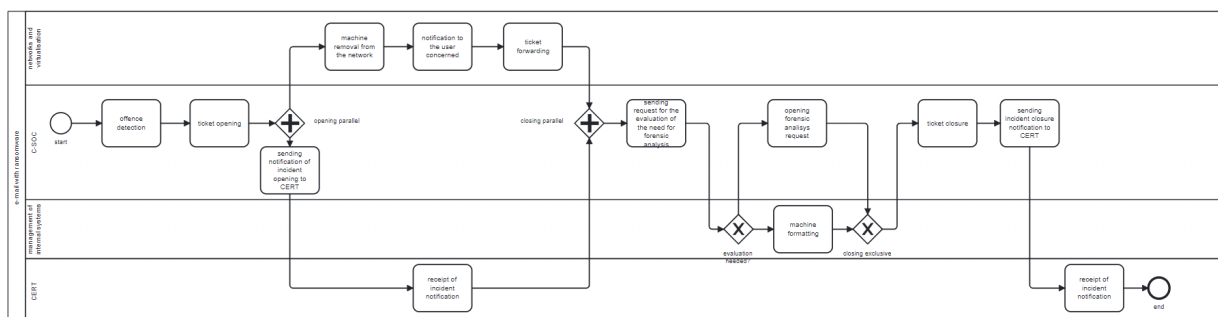 e-mail with ransomware
networks and
virtualisation
machine
removal from
the network
notification to
the user
concerned
ticket
forwarding
C-SOC
start
offence
detection
ticket opening
opening parallel
sending
notification of
incident
opening to
CERT
closing parallel
sending
request for the
evaluation of
the need for
forensic
analysis
opening
forensic
analisys
request
ticket closure
sending
incident closure
notification to
CERT
management of
internal systems
evaluation
needed?
machine
formatting
closing exclusive
CERT
receipt of
incident
notification
receipt of
incident
notification
end